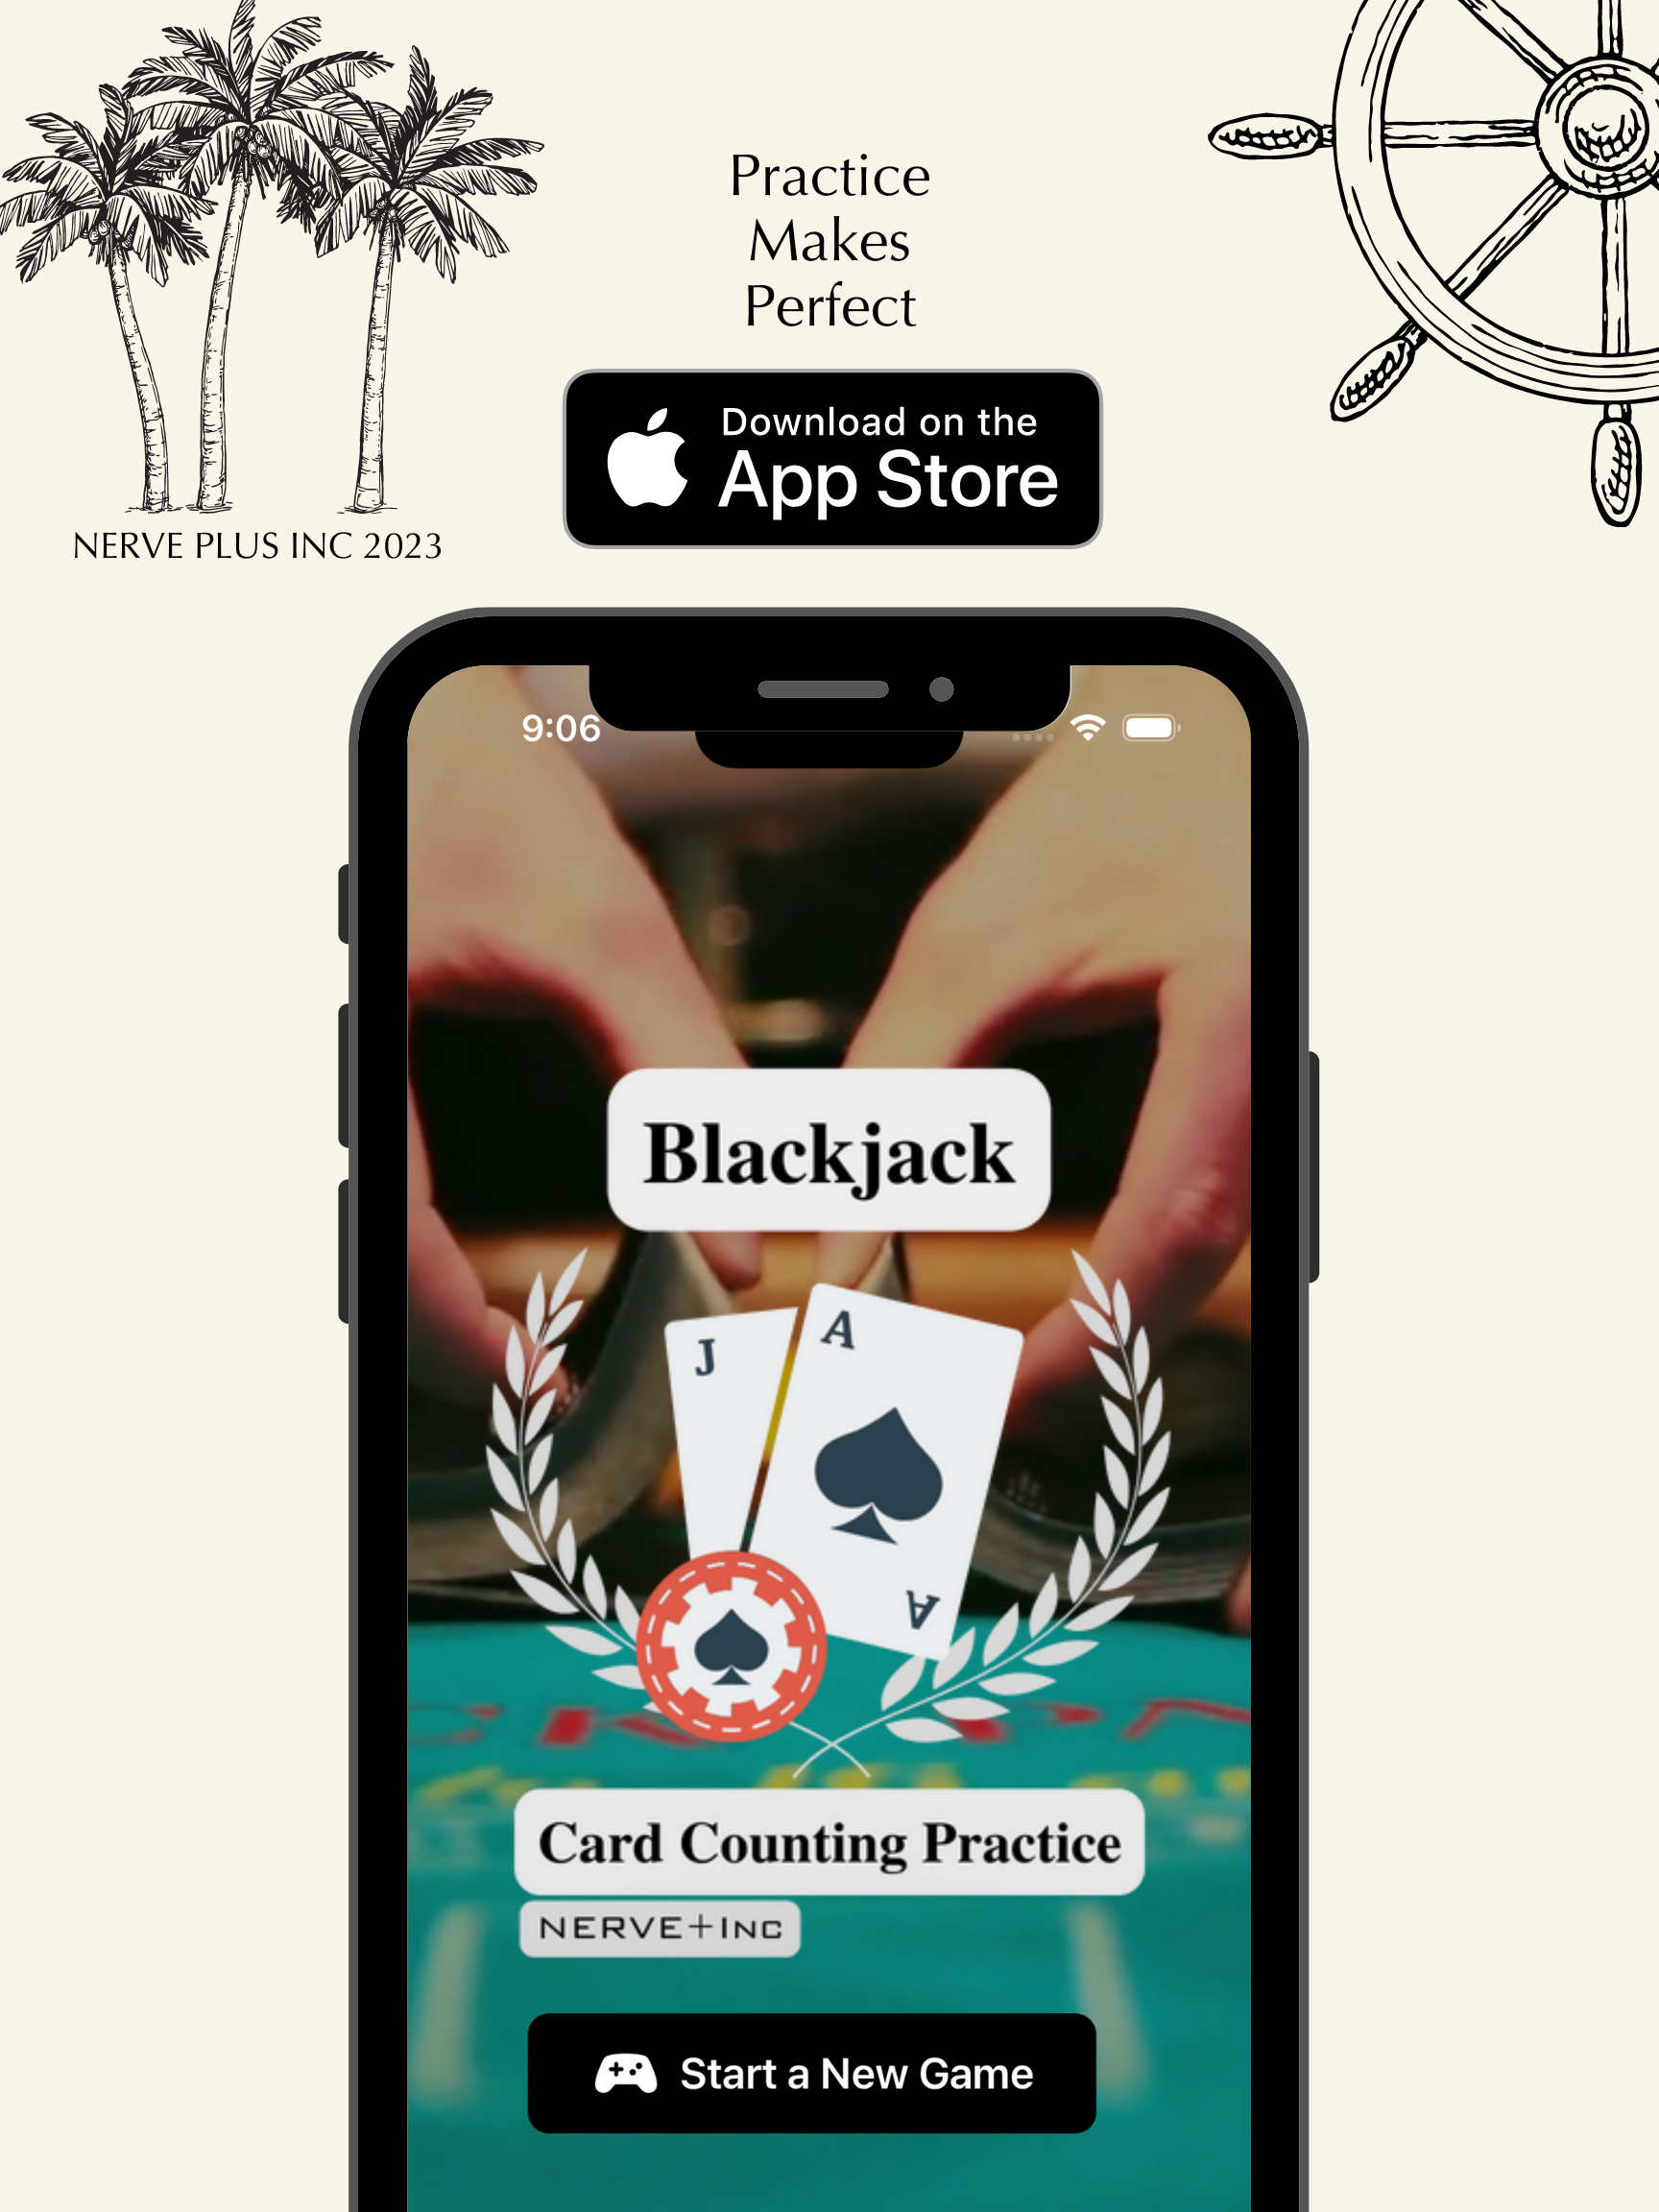 Practice
Makes
Perfect
Download on the
App Store
NERVE PLUS INC 2023
9:06
Blackjack
J
A
A
Card Counting Practice
NERVE+INC
Start a New Game